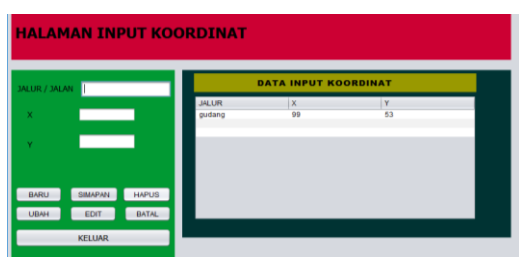 HALAMAN INPUT KOORDINAT
JALUR / JALAN
X
Y
BARU SIMAPAN HAPUS
UBAH EDIT BATAL
KELUAR
DATA INPUT KOORDINAT
JALUR X Y
gudang 99 53